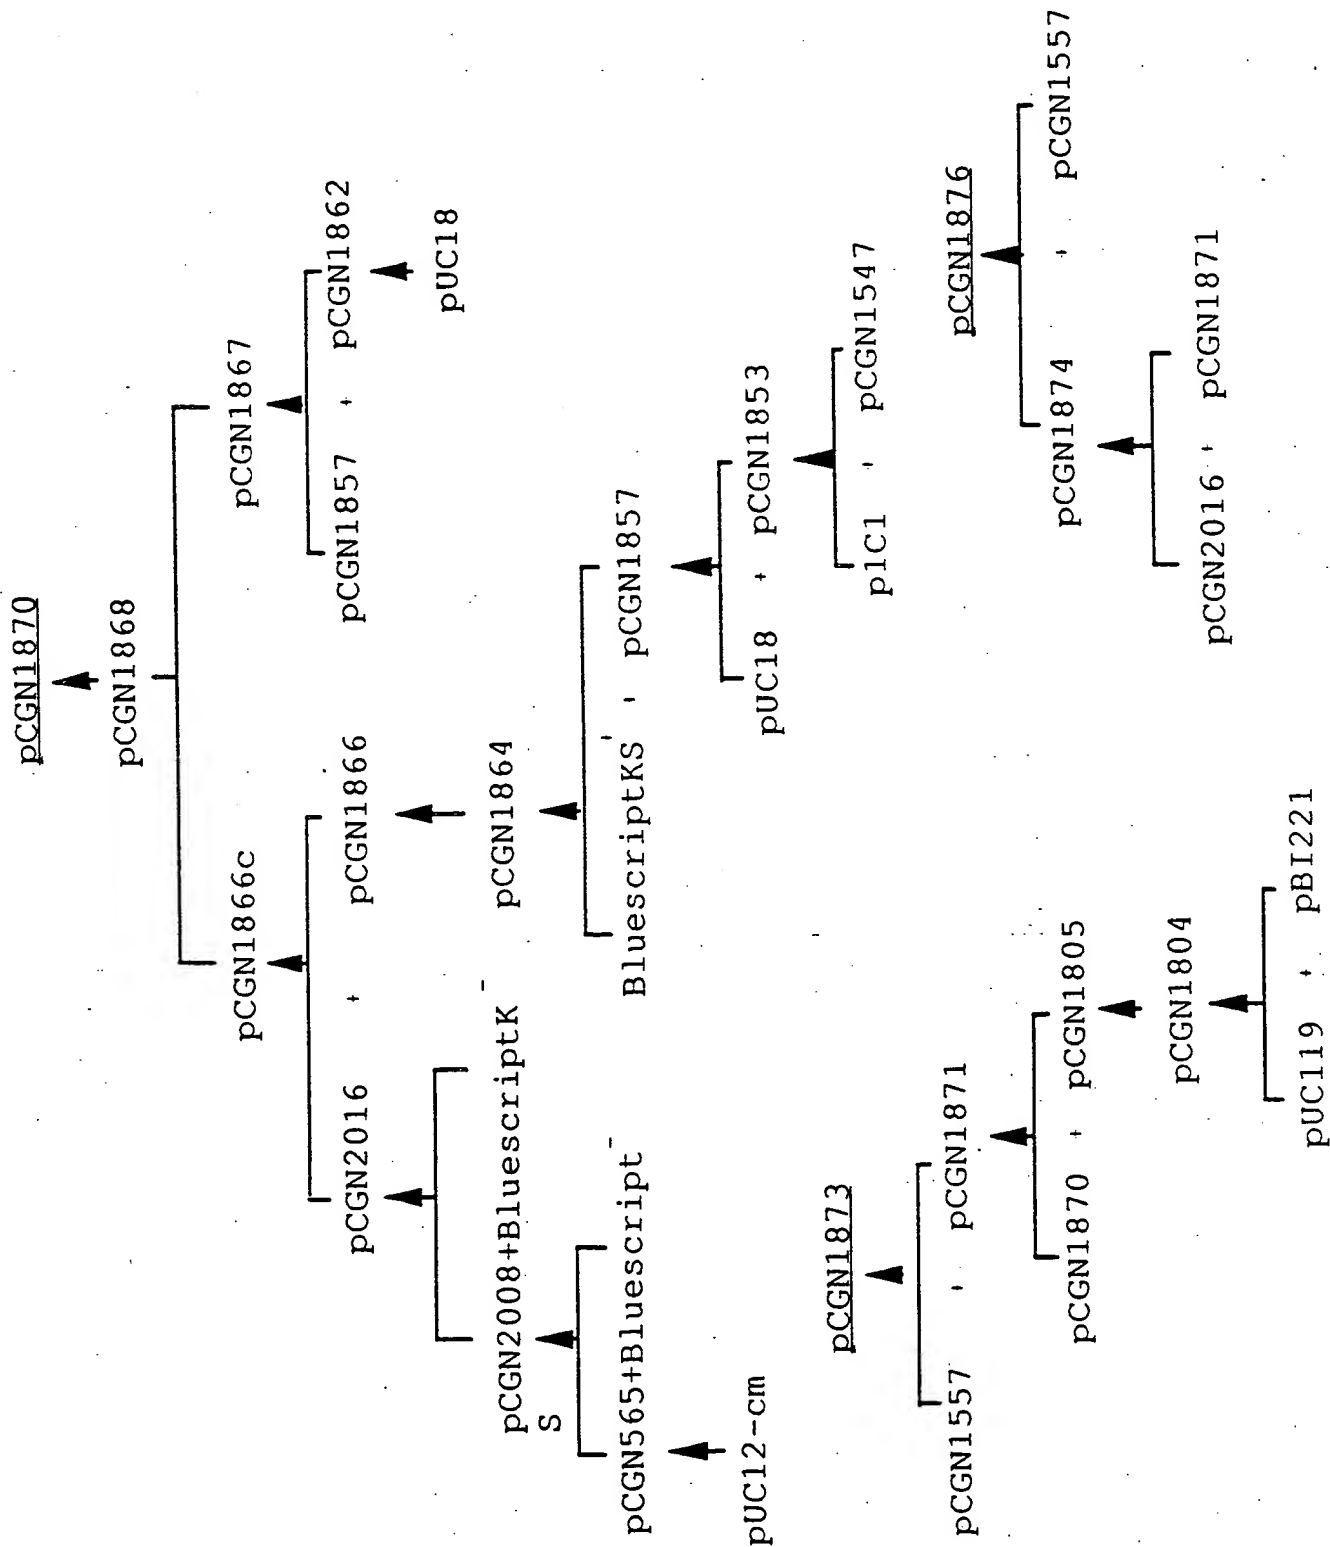 pCGN1870
pCGN1868
pCGN1866c pCGN1867
pCGN2016 + pCGN1866 pCGN1857 + pCGN1862
pCGN2008+BluescriptK- pCGN1864 pUC18
S
pCGN565+Bluescript- BluescriptKS- + pCGN1857
pUC12-cm pUC18 + pCGN1853
p1C1 + pCGN1547
pCGN1873 pCGN1876
pCGN1557 + pCGN1871 pCGN1874 + pCGN1557
pCGN1870 + pCGN1805 pCGN2016 + pCGN1871
pCGN1804
pUC119 + pBI221